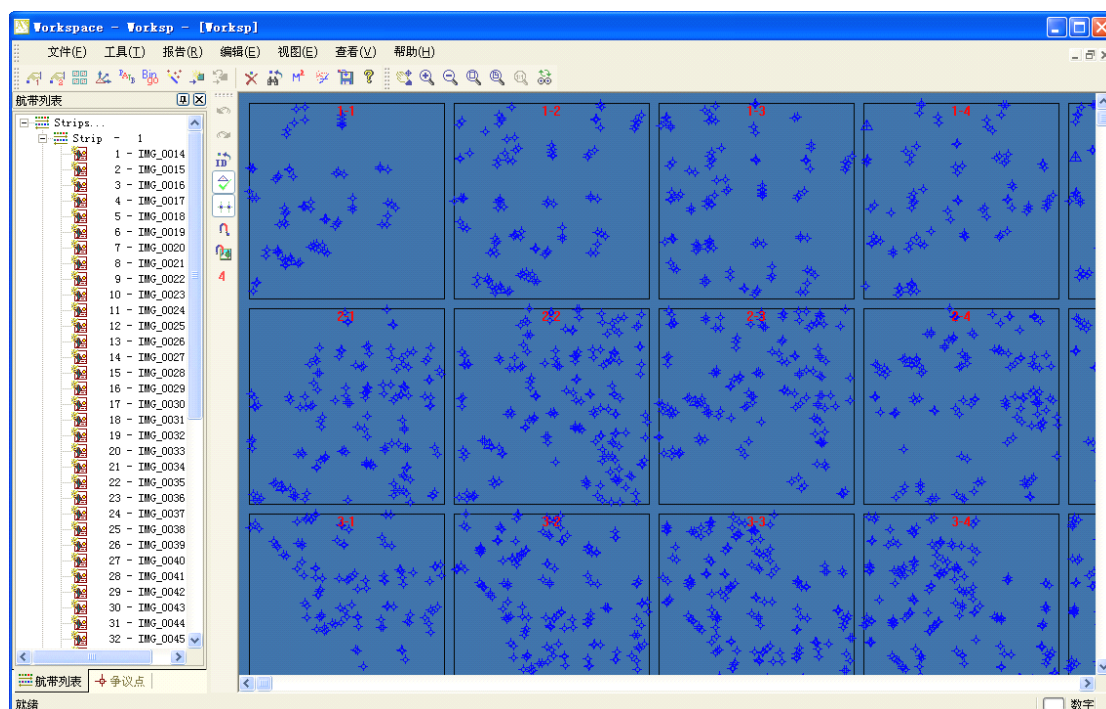 Workspace - Worksp - [Worksp]
文件(F) 工具(T) 报告(R) 编辑(E) 视图(E) 查看(V) 帮助(H)
航带列表
Strips...
Strip - 1
1 - IMG_0014
2 - IMG_0015
3 - IMG_0016
4 - IMG_0017
5 - IMG_0018
6 - IMG_0019
7 - IMG_0020
8 - IMG_0021
9 - IMG_0022
10 - IMG_0023
11 - IMG_0024
12 - IMG_0025
13 - IMG_0026
14 - IMG_0027
15 - IMG_0028
16 - IMG_0029
17 - IMG_0030
18 - IMG_0031
19 - IMG_0032
20 - IMG_0033
21 - IMG_0034
22 - IMG_0035
23 - IMG_0036
24 - IMG_0037
25 - IMG_0038
26 - IMG_0039
27 - IMG_0040
28 - IMG_0041
29 - IMG_0042
30 - IMG_0043
31 - IMG_0044
32 - IMG_0045
航带列表 争议点
ID
4
1-1 1-2 1-3 1-4
2-1 2-2 2-3 2-4
3-1 3-2 3-3 3-4
就绪 数字